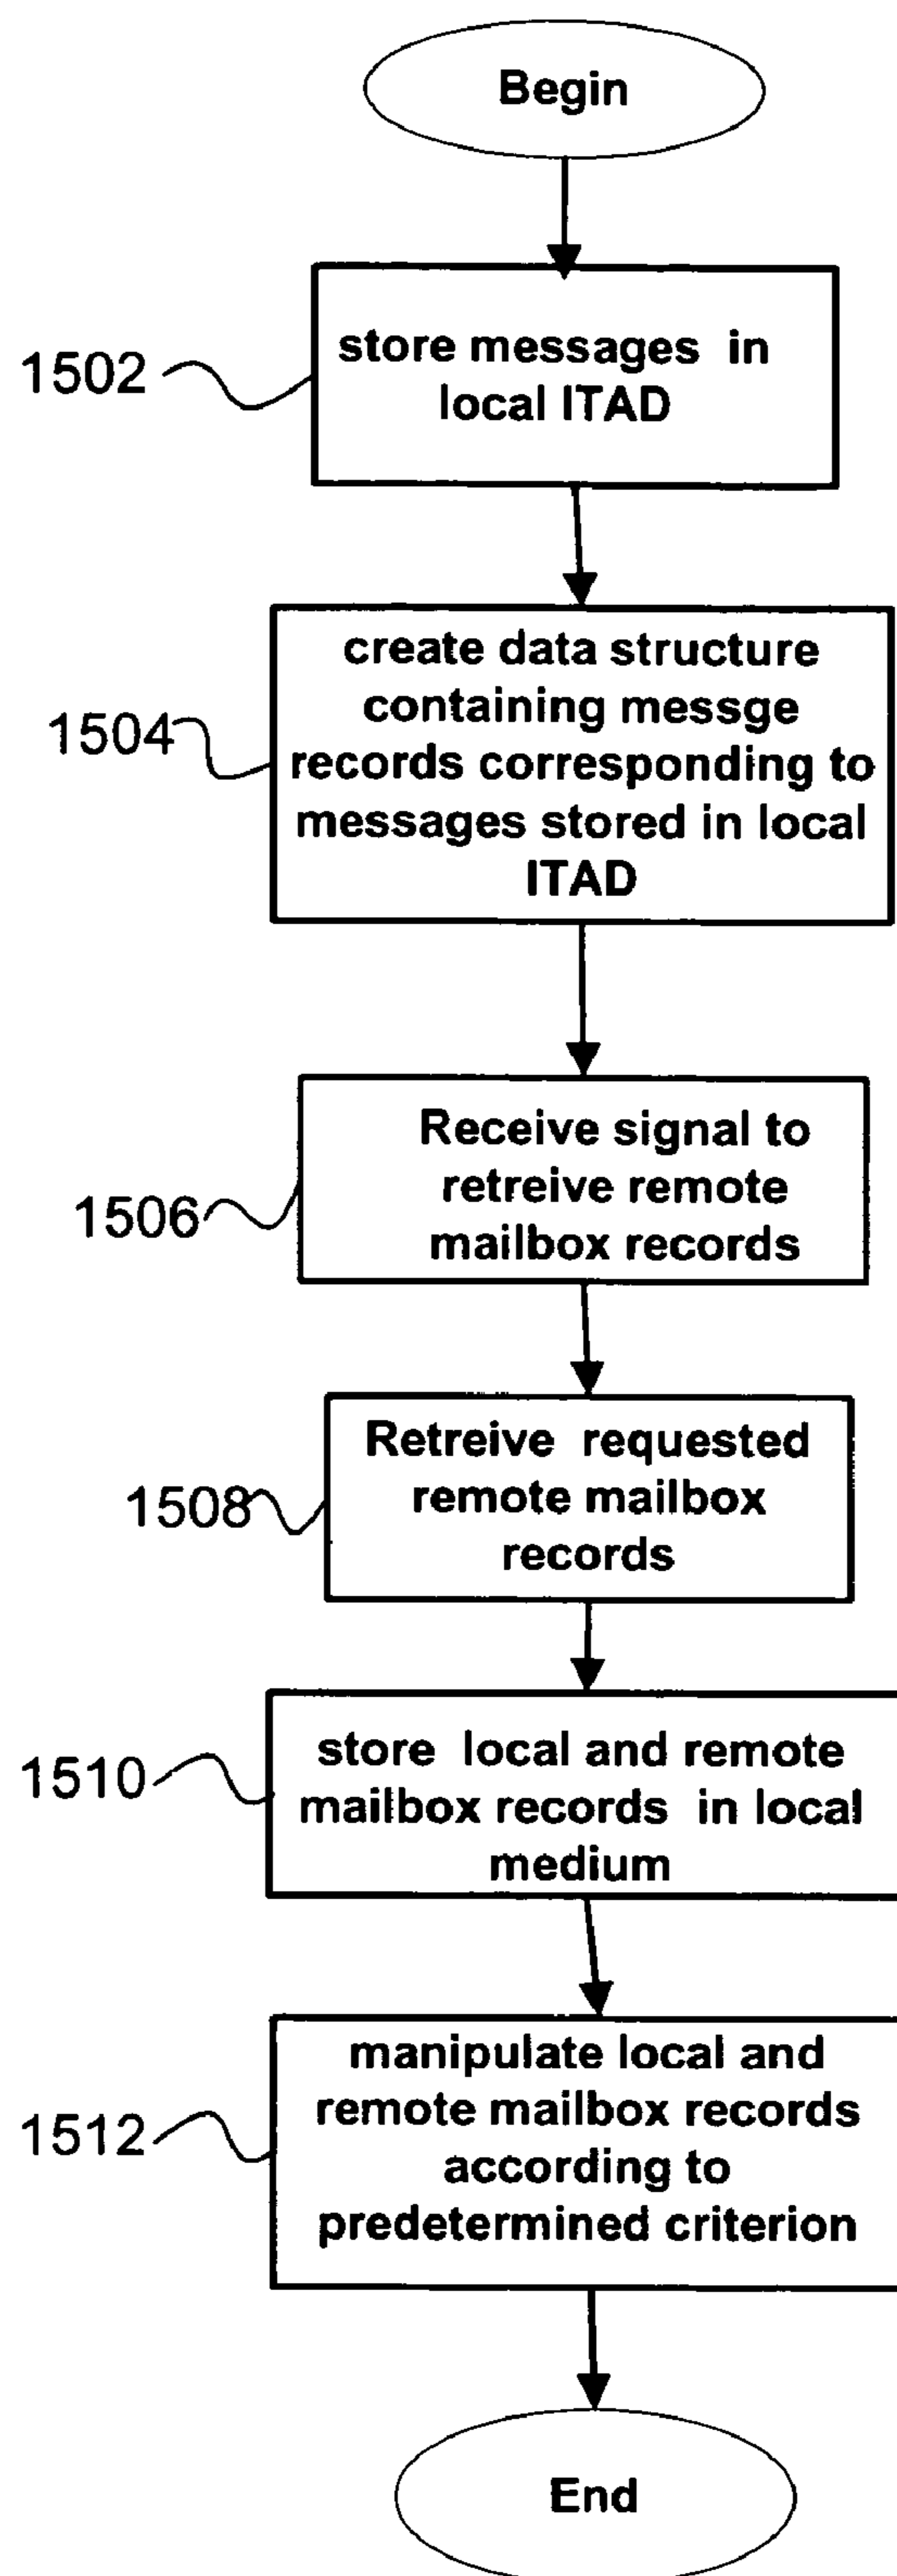 Begin
1502
store messages in
local ITAD
1504
create data structure
containing messge
records corresponding to
messages stored in local
ITAD
1506
Receive signal to
retreive remote
mailbox records
1508
Retreive requested
remote mailbox
records
1510
store local and remote
mailbox records in local
medium
1512
manipulate local and
remote mailbox records
according to
predetermined criterion
End